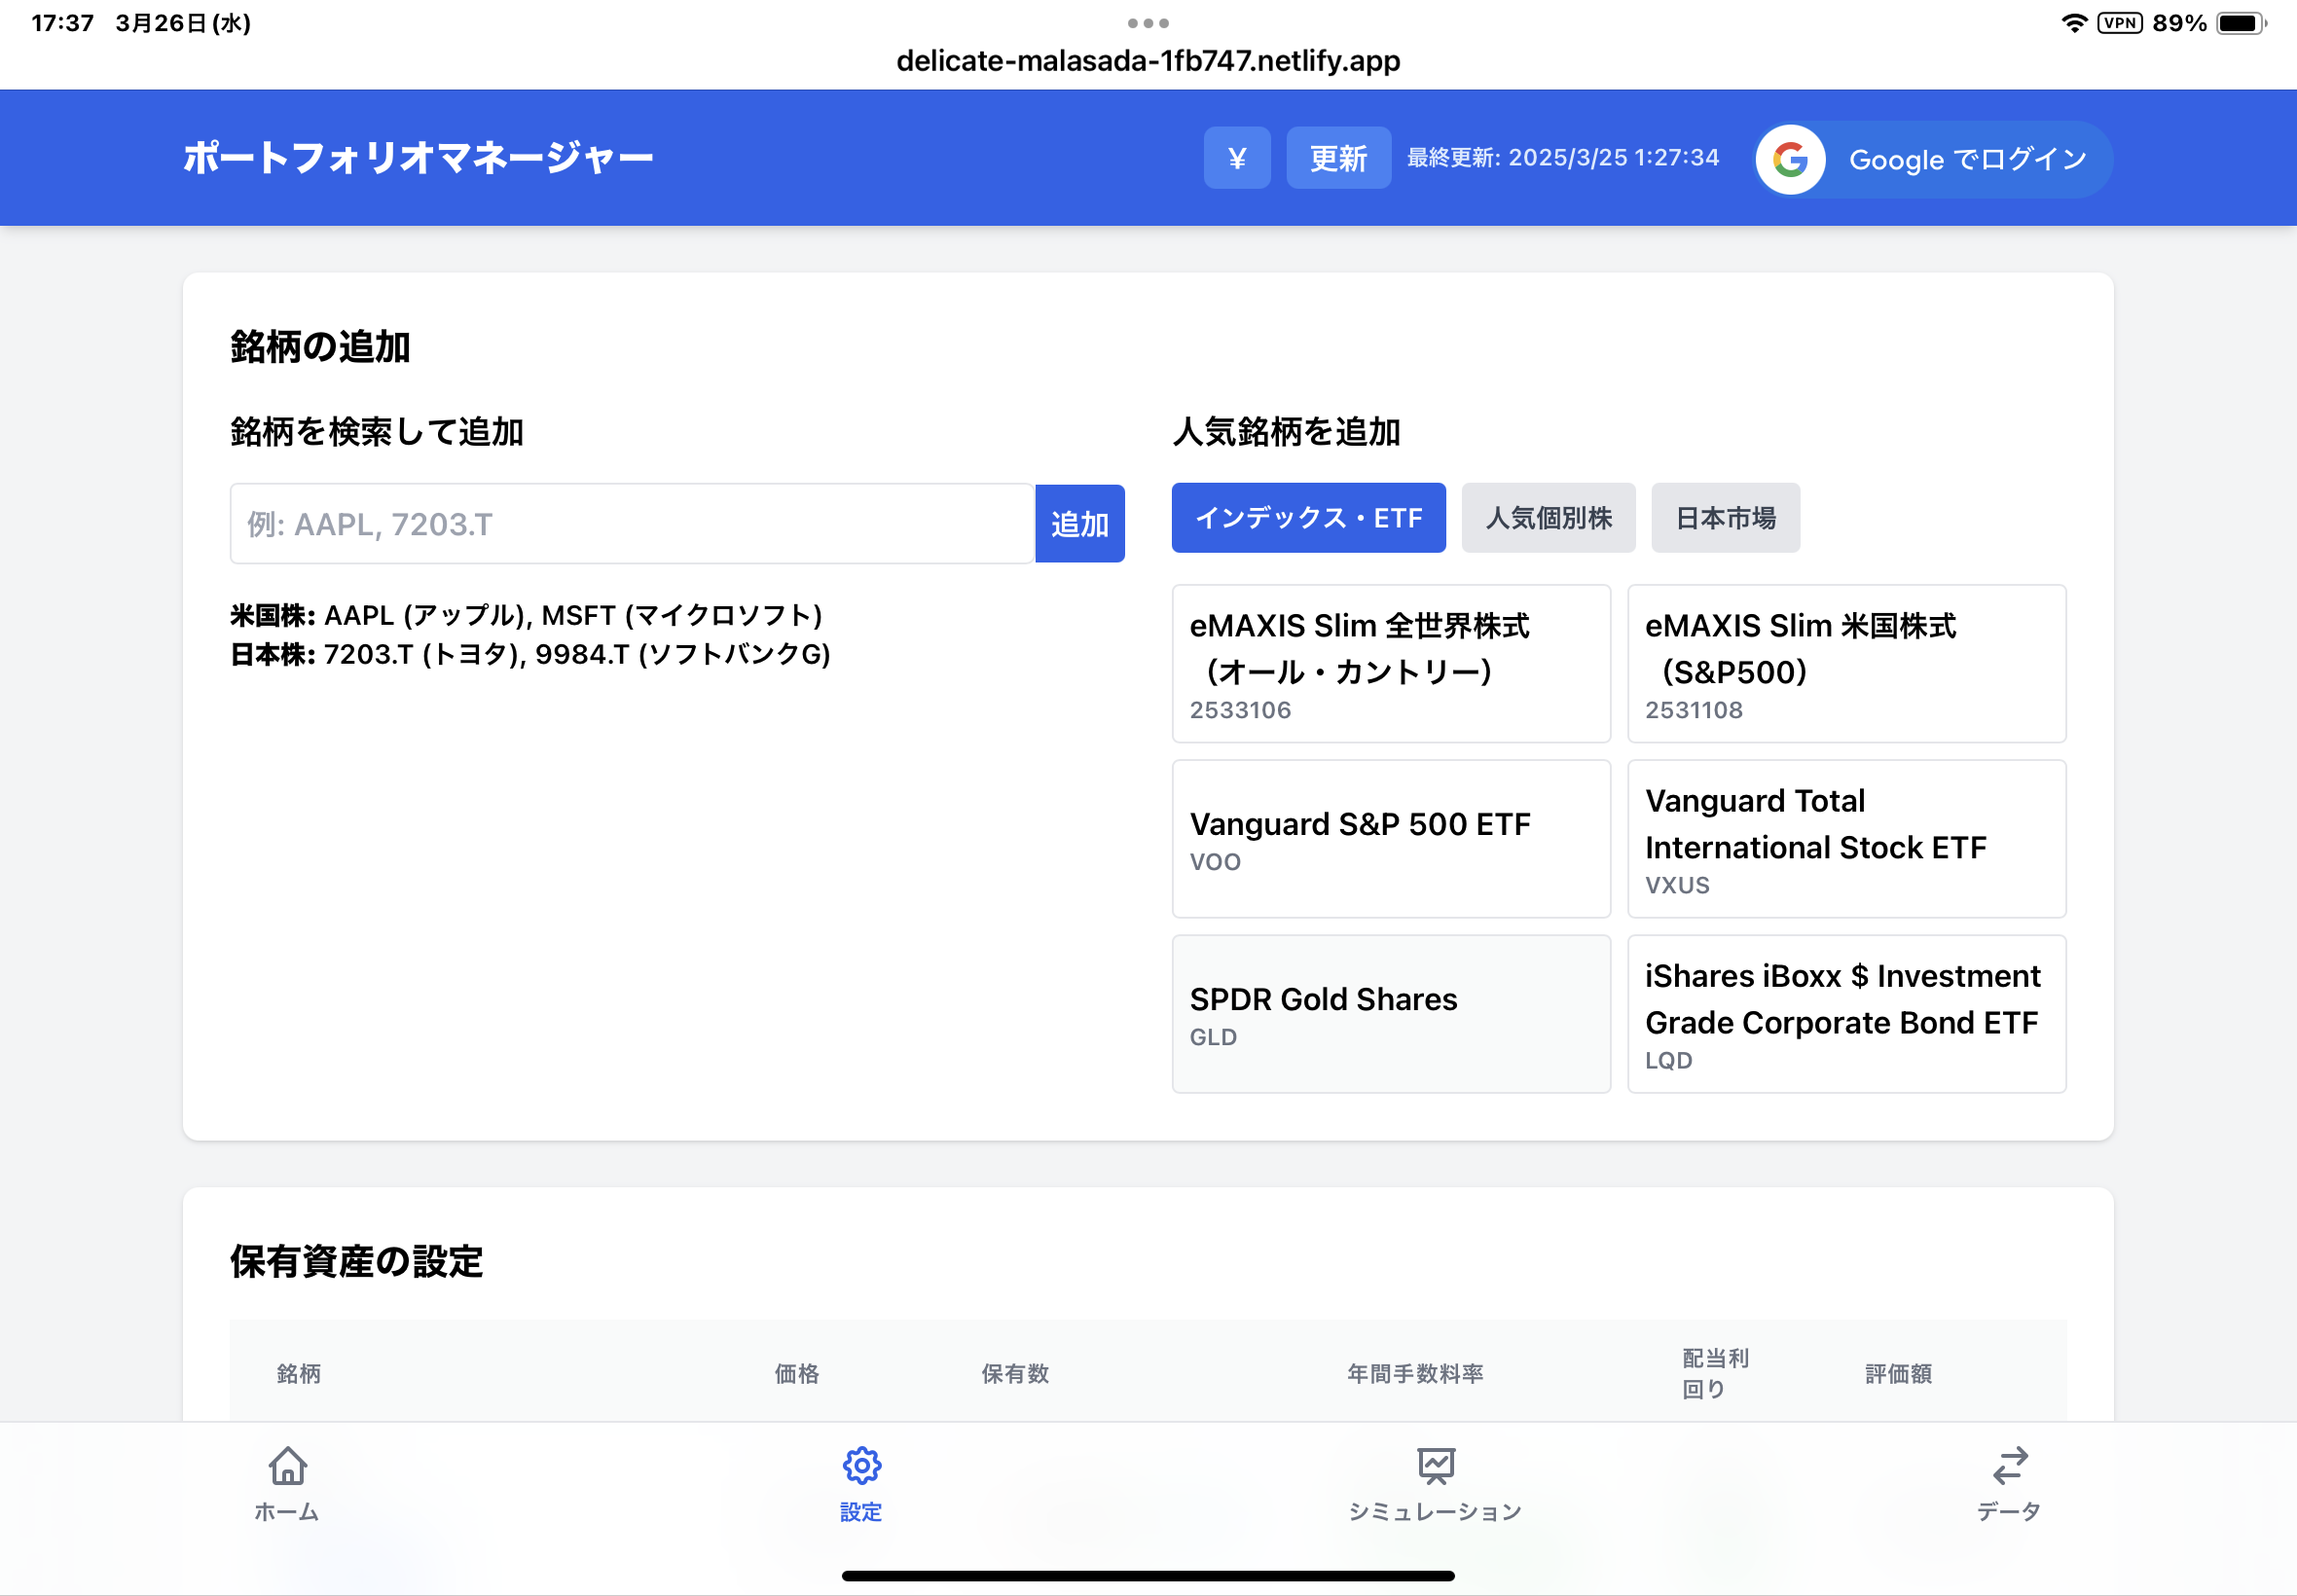 17:37 3月26日(水)
VPN 89%
delicate-malasada-1fb747.netlify.app
ポートフォリオマネージャー
¥
更新
最終更新: 2025/3/25 1:27:34
Google でログイン
銘柄の追加
銘柄を検索して追加
例: AAPL, 7203.T
追加
米国株: AAPL (アップル), MSFT (マイクロソフト)
日本株: 7203.T (トヨタ), 9984.T (ソフトバンクG)
人気銘柄を追加
インデックス・ETF
人気個別株
日本市場
eMAXIS Slim 全世界株式
（オール・カントリー）
2533106
eMAXIS Slim 米国株式
（S&P500）
2531108
Vanguard S&P 500 ETF
VOO
Vanguard Total
International Stock ETF
VXUS
SPDR Gold Shares
GLD
iShares iBoxx $ Investment
Grade Corporate Bond ETF
LQD
保有資産の設定
銘柄
価格
保有数
年間手数料率
配当利
回り
評価額
ホーム
設定
シミュレーション
データ